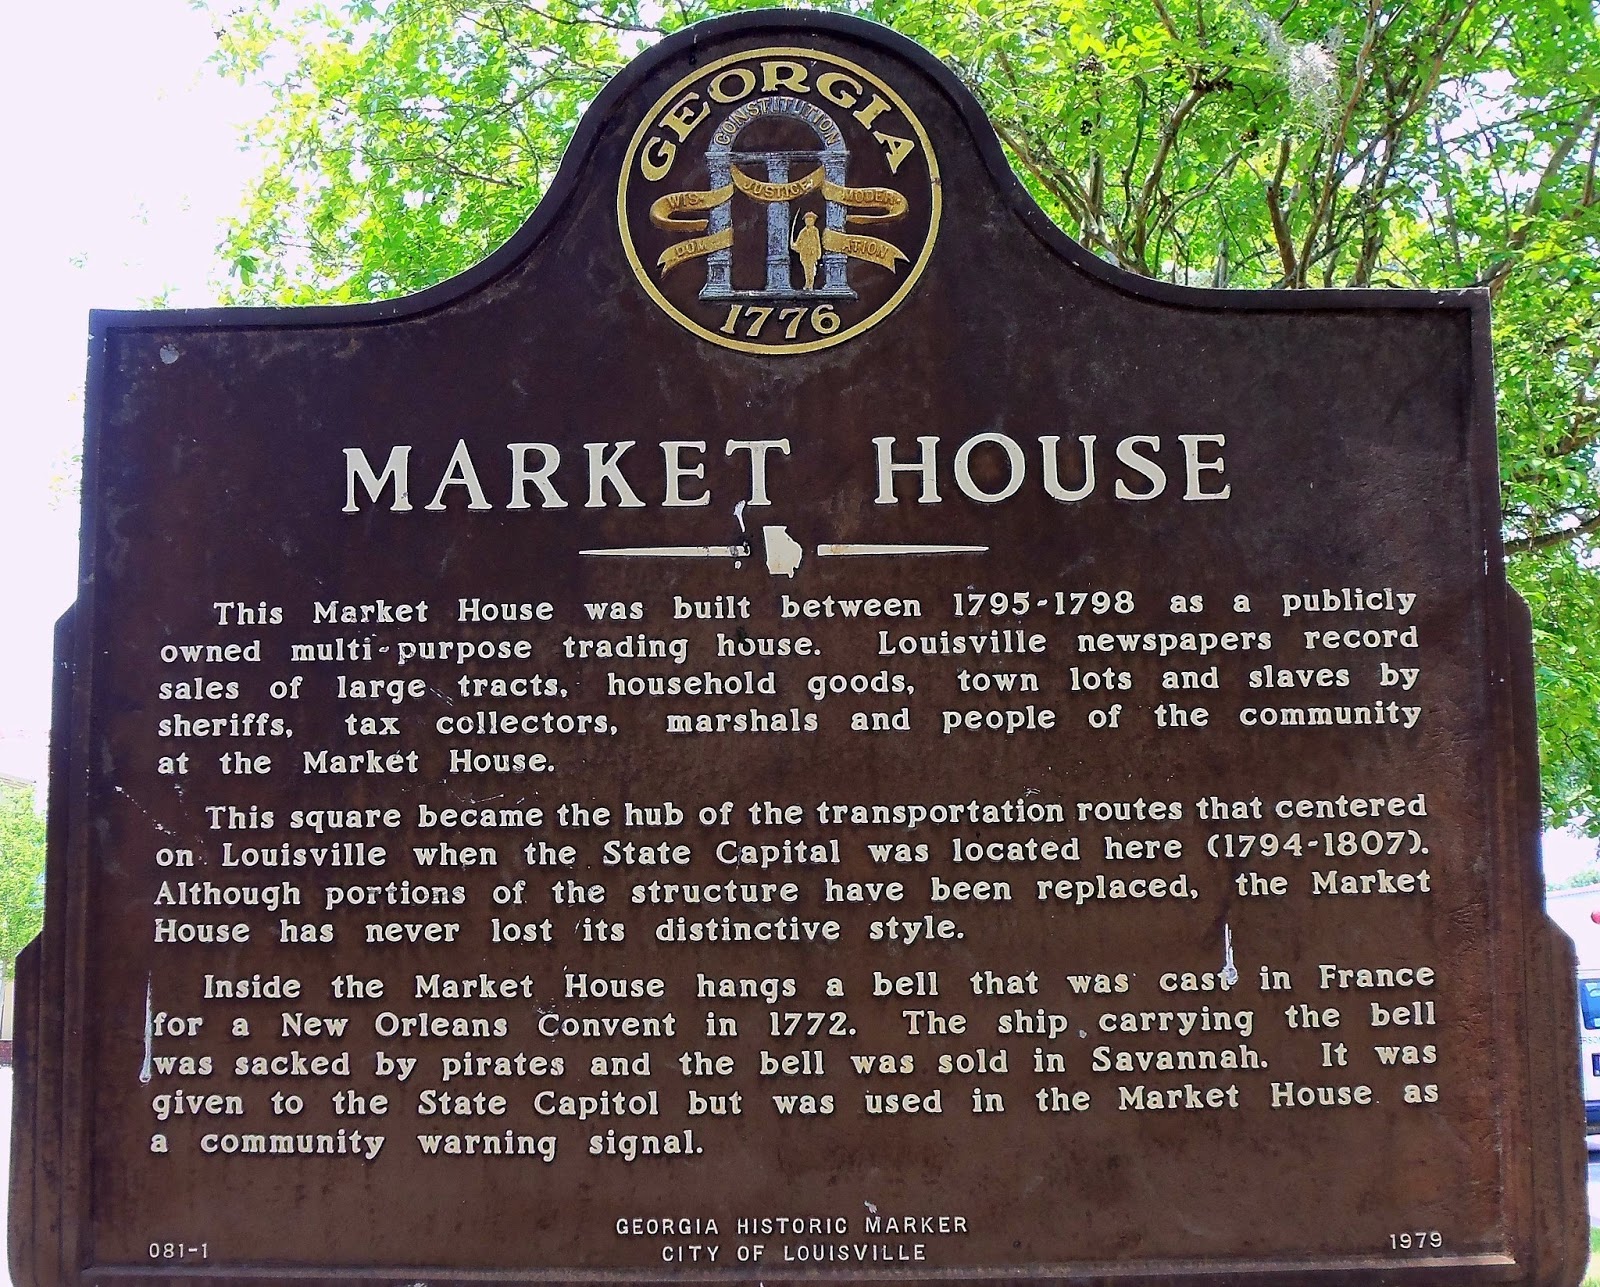 GEORGIA
CONSTITUTION
WIS- JUSTICE MODER-
DOM ATION
1776
MARKET HOUSE
This Market House was built between 1795-1798 as a publicly
owned multi-purpose trading house. Louisville newspapers record
sales of large tracts, household goods, town lots and slaves by
sheriffs, tax collectors, marshals and people of the community
at the Market House.
This square became the hub of the transportation routes that centered
on Louisville when the State Capital was located here (1794-1807).
Although portions of the structure have been replaced, the Market
House has never lost its distinctive style.
Inside the Market House hangs a bell that was cast in France
for a New Orleans Convent in 1772. The ship carrying the bell
was sacked by pirates and the bell was sold in Savannah. It was
given to the State Capitol but was used in the Market House as
a community warning signal.
GEORGIA HISTORIC MARKER
081-1 CITY OF LOUISVILLE 1979